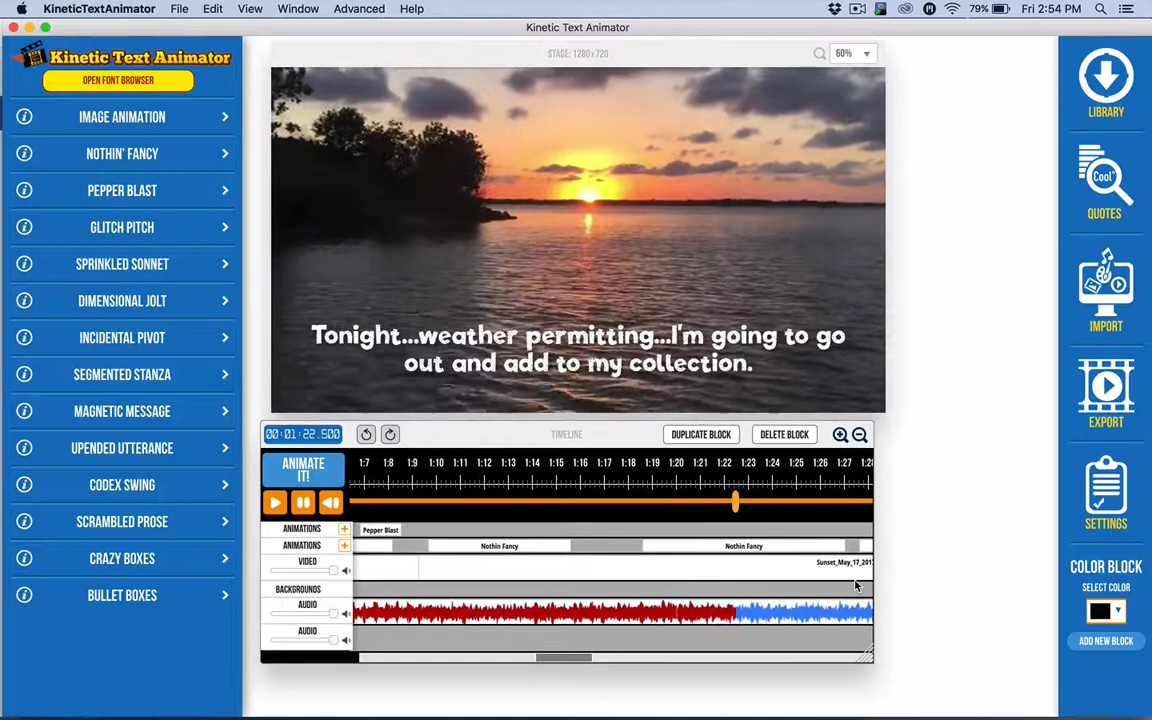 KineticTextAnimator File Edit View Window Advanced Help
79% Fri 2:54 PM
Kinetic Text Animator
Kinetic Text Animator
OPEN FONT BROWSER
IMAGE ANIMATION
NOTHIN' FANCY
PEPPER BLAST
GLITCH PITCH
SPRINKLED SONNET
DIMENSIONAL JOLT
INCIDENTAL PIVOT
SEGMENTED STANZA
MAGNETIC MESSAGE
UPENDED UTTERANCE
CODEX SWING
SCRAMBLED PROSE
CRAZY BOXES
BULLET BOXES
STAGE: 1280x720
60%
Tonight...weather permitting...I'm going to go
out and add to my collection.
00:01:22.500
TIMELINE
DUPLICATE BLOCK
DELETE BLOCK
ANIMATE
IT!
1:7 1:8 1:9 1:10 1:11 1:12 1:13 1:14 1:15 1:16 1:17 1:18 1:19 1:20 1:21 1:22 1:23 1:24 1:25 1:26 1:27 1:28
ANIMATIONS + Pepper Blast
ANIMATIONS + Nothin Fancy Nothin Fancy
VIDEO Sunset_May_17_201
BACKGROUNDS
AUDIO
AUDIO
LIBRARY
Cool"
QUOTES
IMPORT
EXPORT
SETTINGS
COLOR BLOCK
SELECT COLOR
ADD NEW BLOCK